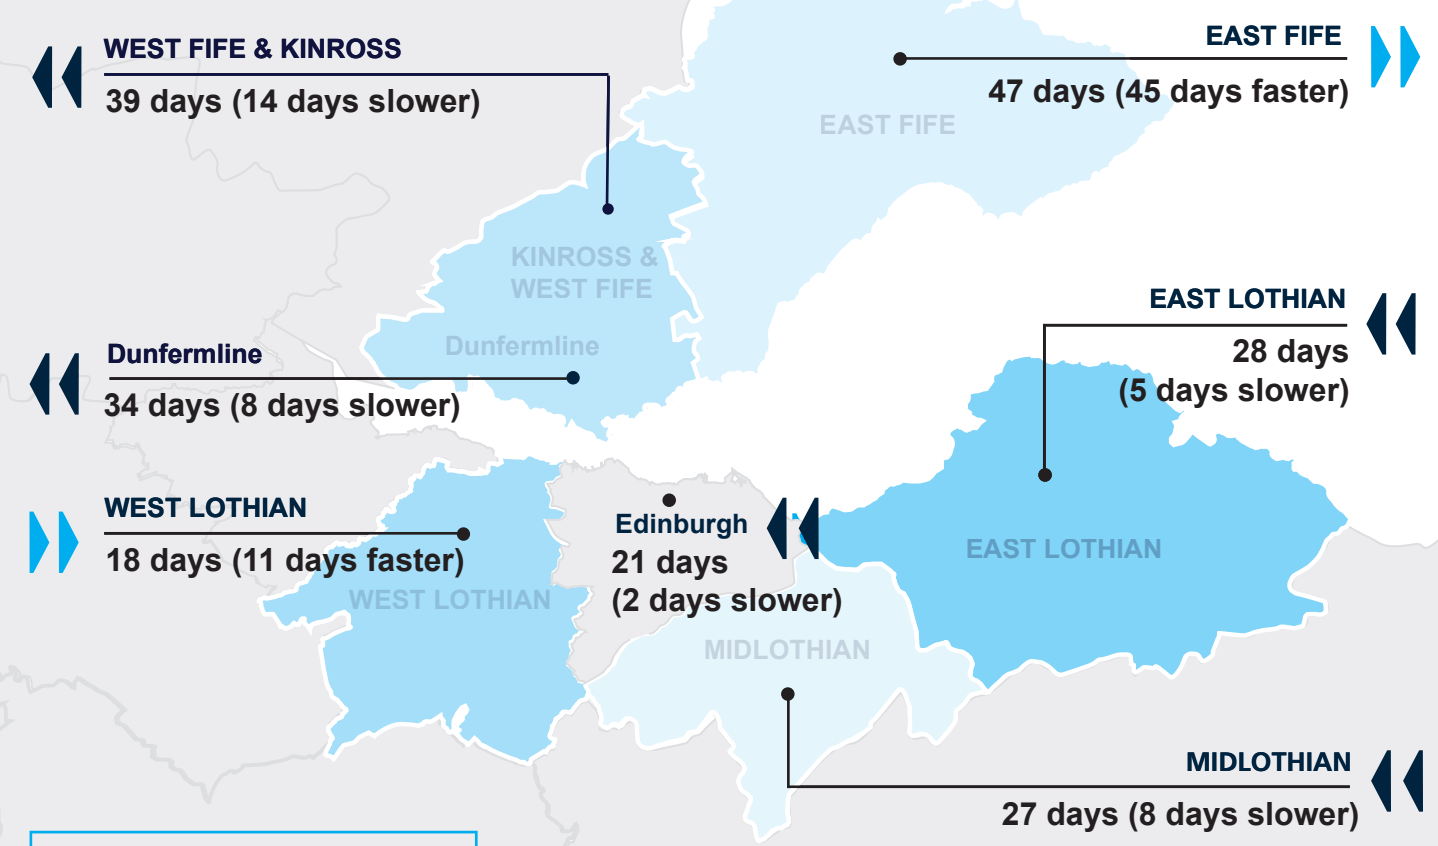 WEST FIFE & KINROSS
39 days (14 days slower)
EAST FIFE
47 days (45 days faster)
EAST FIFE
KINROSS &
WEST FIFE
Dunfermline
Dunfermline
34 days (8 days slower)
EAST LOTHIAN
28 days
(5 days slower)
WEST LOTHIAN
18 days (11 days faster)
WEST LOTHIAN
Edinburgh
21 days
(2 days slower)
EAST LOTHIAN
MIDLOTHIAN
MIDLOTHIAN
27 days (8 days slower)